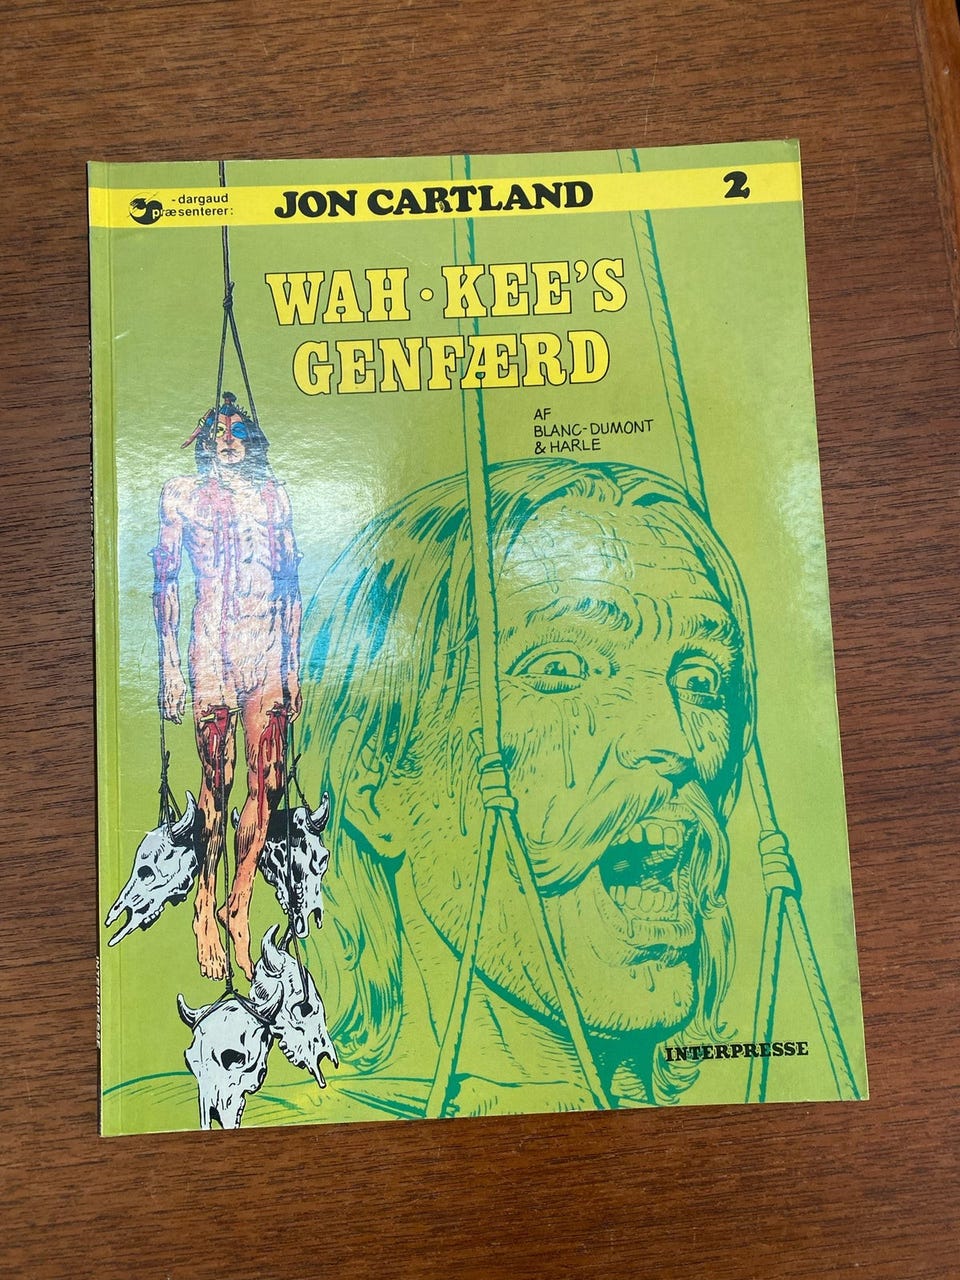 -dargaud
præsenterer:
JON CARTLAND
2
WAH·KEE'S
GENFÆRD
AF
BLANC-DUMONT
& HARLE
INTERPRESSE